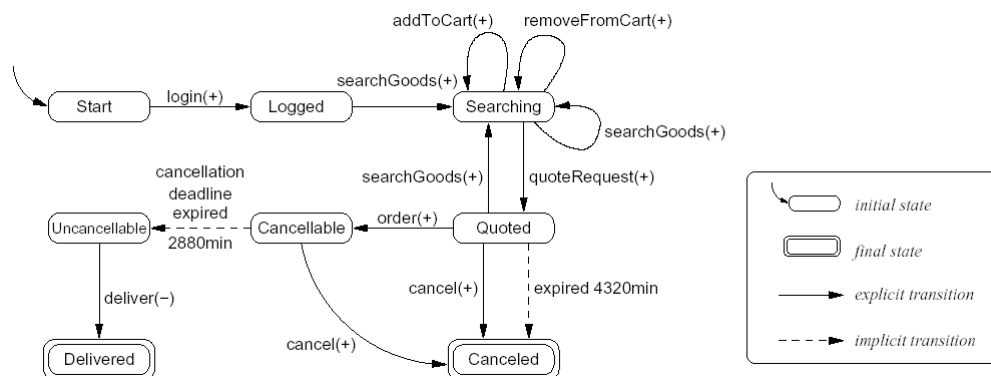 addToCart(+)
removeFromCart(+)
searchGoods(+)
login(+)
Start
Logged
Searching
searchGoods(+)
cancellation
deadline
expired
2880min
searchGoods(+)
quoteRequest(+)
order(+)
Uncancellable
Cancellable
Quoted
deliver(−)
cancel(+)
expired 4320min
cancel(+)
Delivered
Canceled
initial state
final state
explicit transition
implicit transition